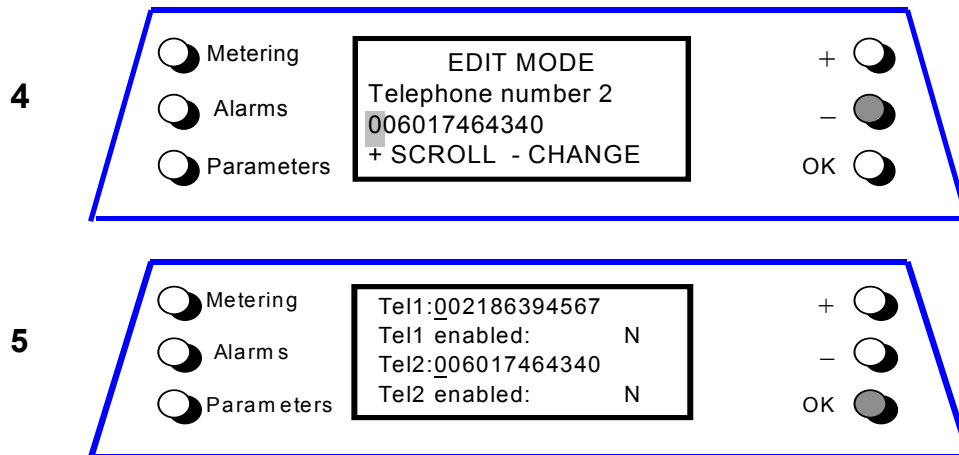 4
Metering
EDIT MODE
+
Alarms
Telephone number 2
006017464340
–
Parameters
+ SCROLL - CHANGE
OK
5
Metering
Tel1:002186394567
+
Tel1 enabled: N
Alarms
Tel2:006017464340
–
Parameters
Tel2 enabled: N
OK